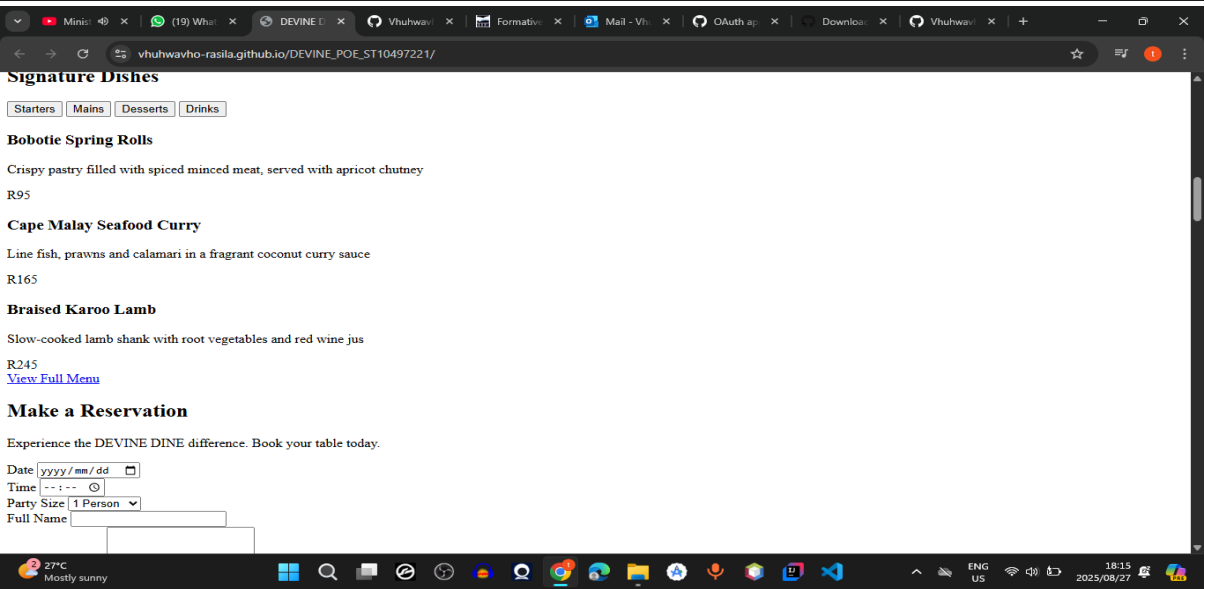 Minist
(19) What
DEVINE D
Vhuhwavl
Formative
Mail - Vh
OAuth ap
Downloac
Vhuhwavl
vhuhwavho-rasila.github.io/DEVINE_POE_ST10497221/
Signature Dishes
Starters Mains Desserts Drinks
Bobotie Spring Rolls
Crispy pastry filled with spiced minced meat, served with apricot chutney
R95
Cape Malay Seafood Curry
Line fish, prawns and calamari in a fragrant coconut curry sauce
R165
Braised Karoo Lamb
Slow-cooked lamb shank with root vegetables and red wine jus
R245
View Full Menu
Make a Reservation
Experience the DEVINE DINE difference. Book your table today.
Date yyyy/mm/dd
Time --:--
Party Size 1 Person
Full Name
2
27°C
Mostly sunny
ENG
US
18:15
2025/08/27